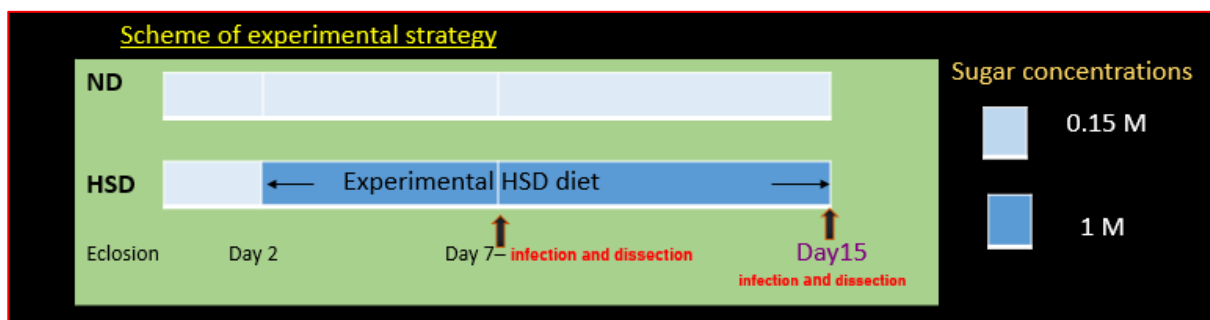 Scheme of experimental strategy
ND
HSD
Experimental HSD diet
Eclosion Day 2 Day 7– infection and dissection Day15
infection and dissection
Sugar concentrations
0.15 M
1 M